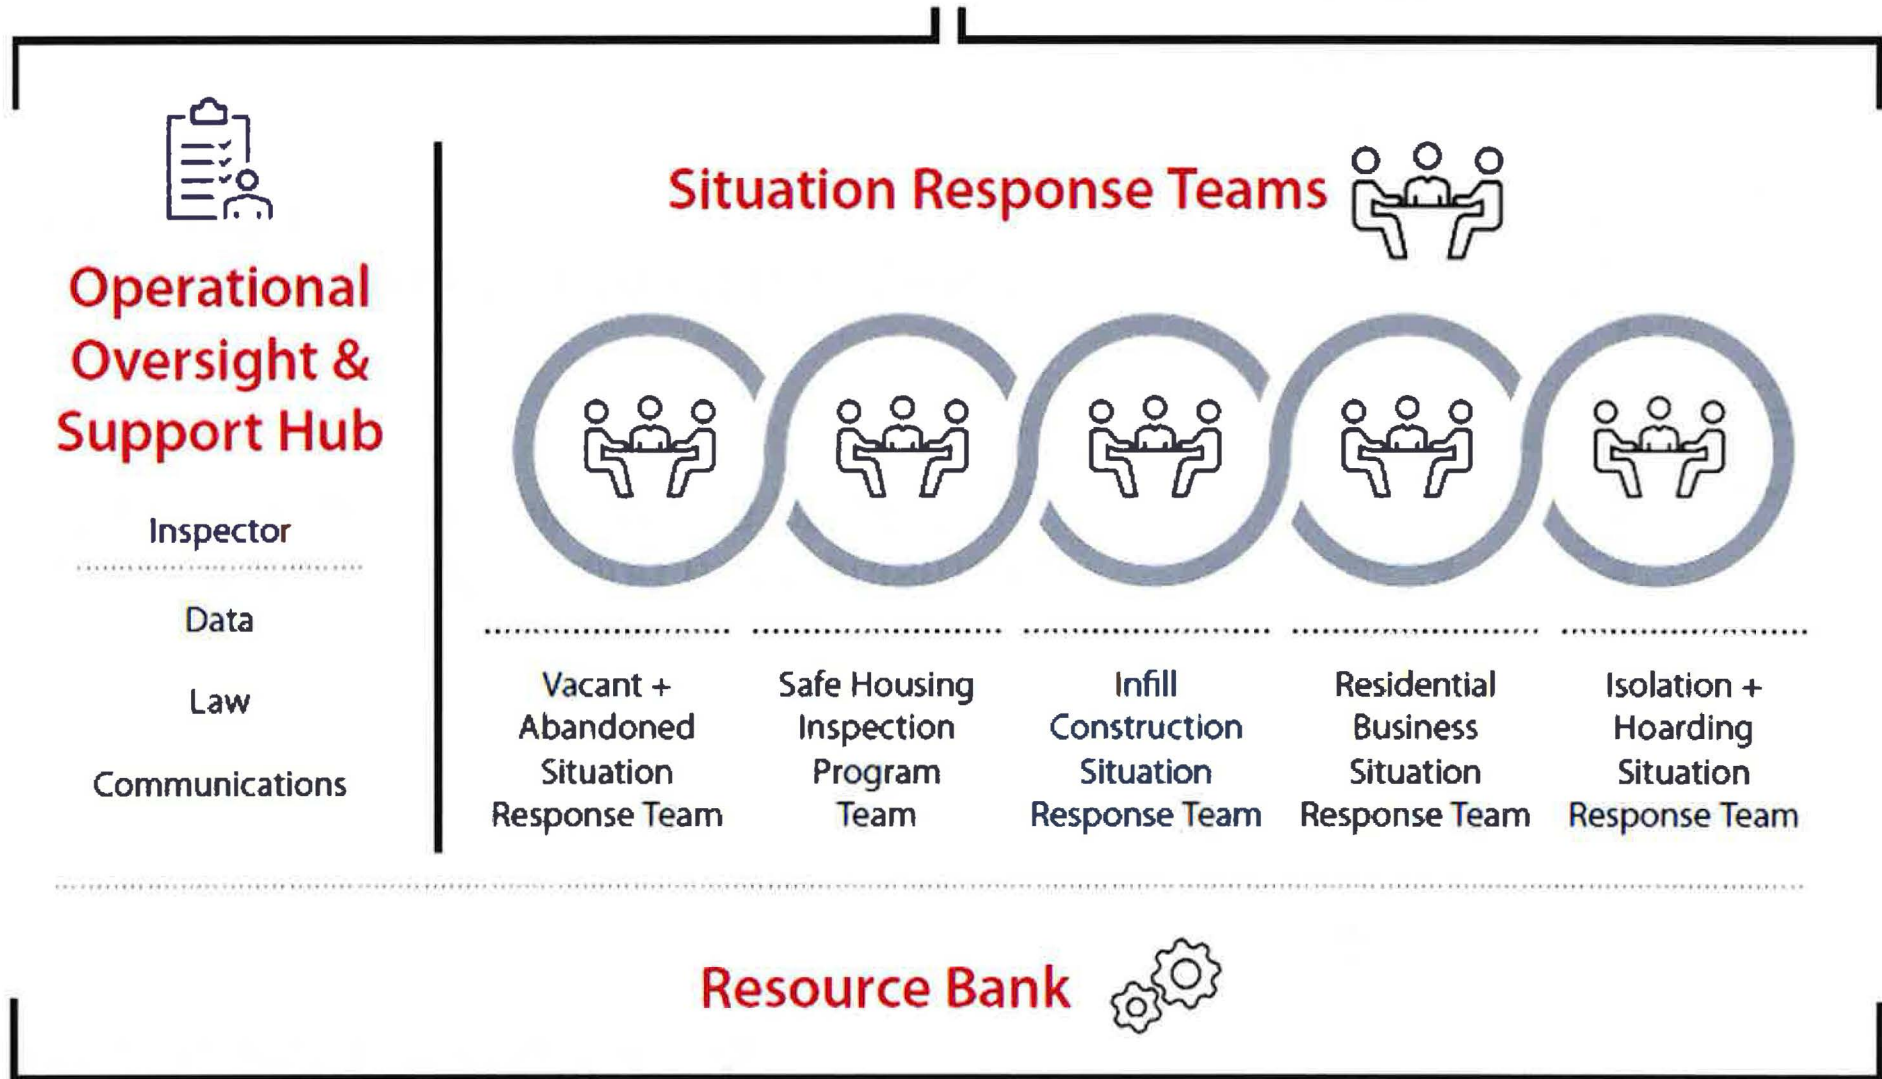 Operational
Oversight &
Support Hub
Inspector
Data
Law
Communications
Situation Response Teams
Vacant +
Abandoned
Situation
Response Team
Safe Housing
Inspection
Program
Team
Infill
Construction
Situation
Response Team
Residential
Business
Situation
Response Team
Isolation +
Hoarding
Situation
Response Team
Resource Bank